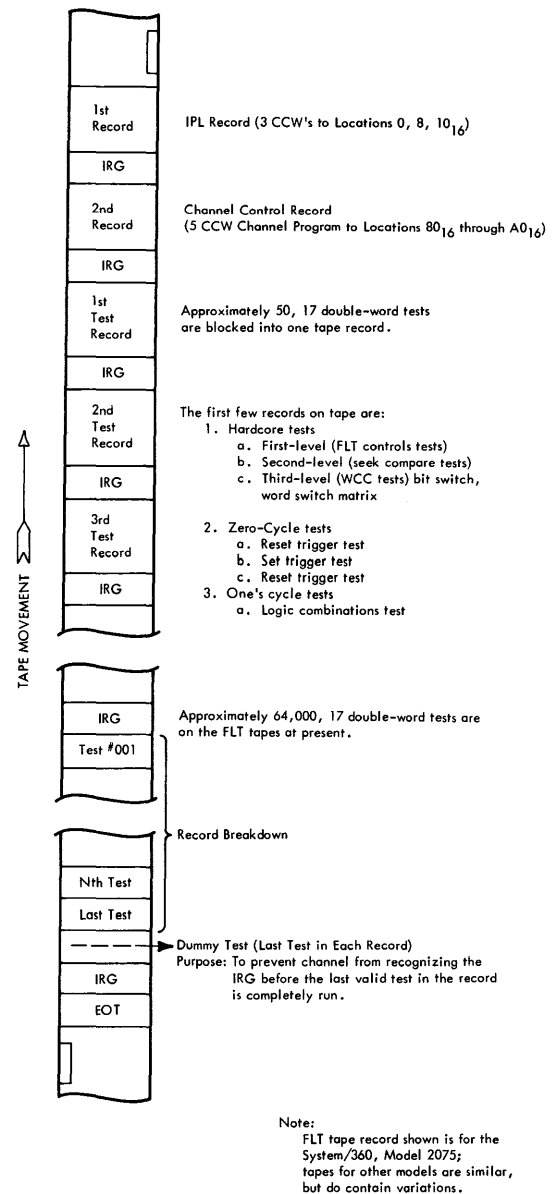 1st
Record
IPL Record (3 CCW's to Locations 0, 8, 10₁₆)
IRG
2nd
Record
Channel Control Record
(5 CCW Channel Program to Locations 80₁₆ through A0₁₆)
IRG
1st
Test
Record
Approximately 50, 17 double-word tests
are blocked into one tape record.
IRG
2nd
Test
Record
The first few records on tape are:
1. Hardcore tests
a. First-level (FLT controls tests)
b. Second-level (seek compare tests)
c. Third-level (WCC tests) bit switch,
word switch matrix
IRG
3rd
Test
Record
2. Zero-Cycle tests
a. Reset trigger test
b. Set trigger test
c. Reset trigger test
3. One's cycle tests
a. Logic combinations test
IRG
TAPE MOVEMENT
IRG
Approximately 64,000, 17 double-word tests are
on the FLT tapes at present.
Test #001
Record Breakdown
Nth Test
Last Test
Dummy Test (Last Test in Each Record)
Purpose: To prevent channel from recognizing the
IRG before the last valid test in the record
is completely run.
IRG
EOT
Note:
FLT tape record shown is for the
System/360, Model 2075;
tapes for other models are similar,
but do contain variations.